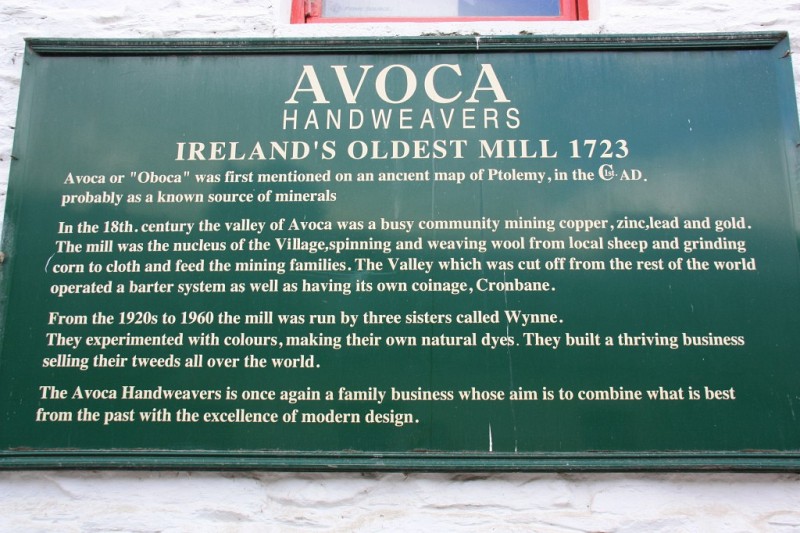 AVOCA
HANDWEAVERS
IRELAND'S OLDEST MILL 1723
Avoca or "Oboca" was first mentioned on an ancient map of Ptolemy, in the C1st. AD.
probably as a known source of minerals
In the 18th. century the valley of Avoca was a busy community mining copper, zinc,lead and gold.
The mill was the nucleus of the Village,spinning and weaving wool from local sheep and grinding
corn to cloth and feed the mining families. The Valley which was cut off from the rest of the world
operated a barter system as well as having its own coinage, Cronbane.
From the 1920s to 1960 the mill was run by three sisters called Wynne.
They experimented with colours, making their own natural dyes. They built a thriving business
selling their tweeds all over the world.
The Avoca Handweavers is once again a family business whose aim is to combine what is best
from the past with the excellence of modern design.